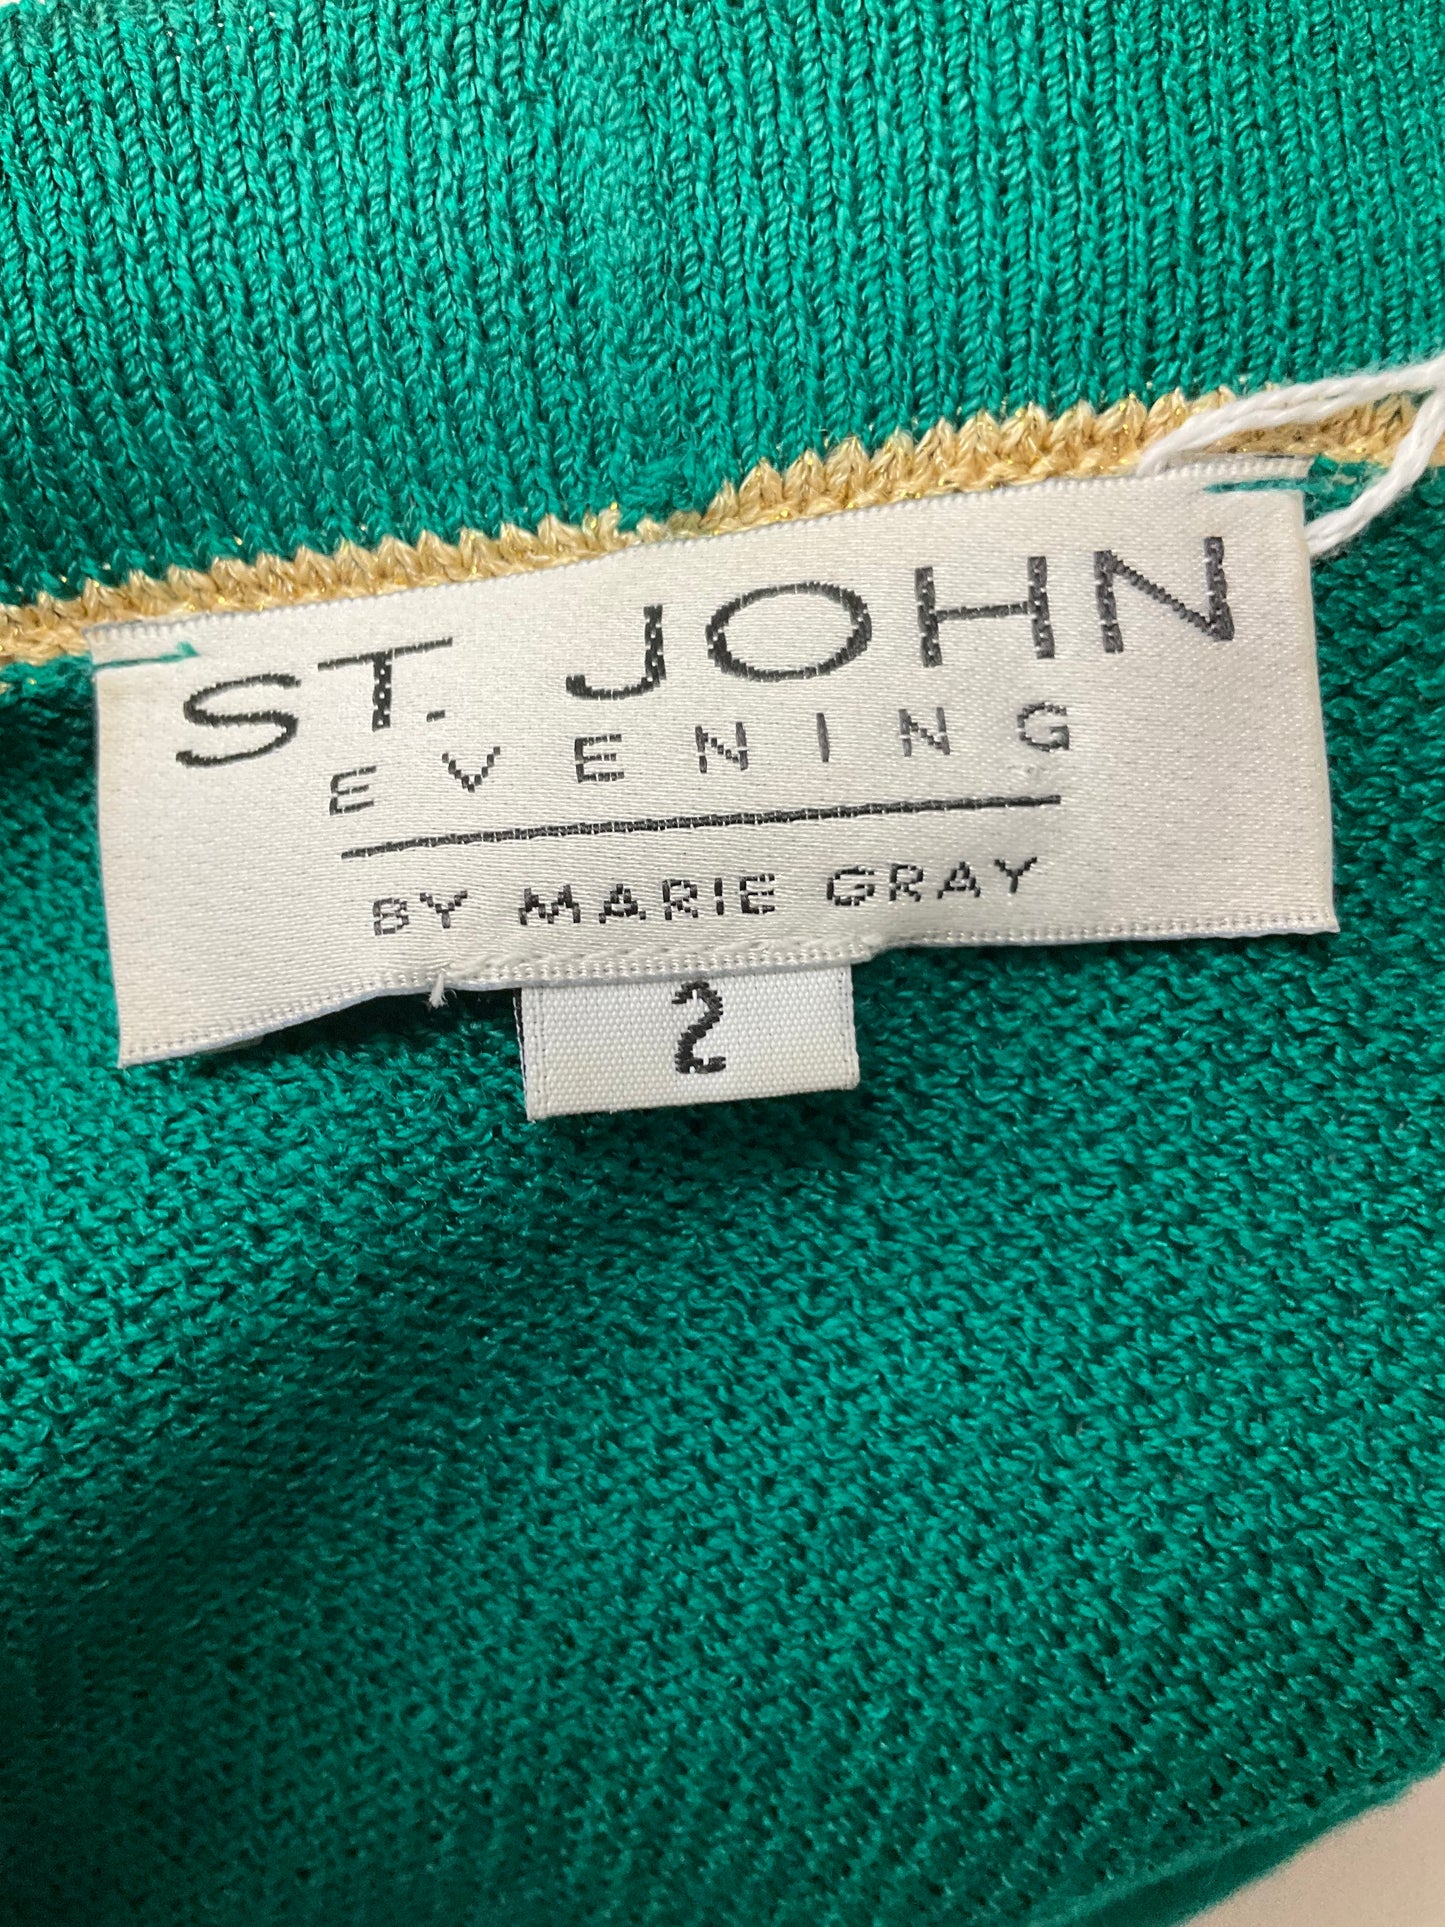 ST. JOHN
EVENING
BY MARIE GRAY
2